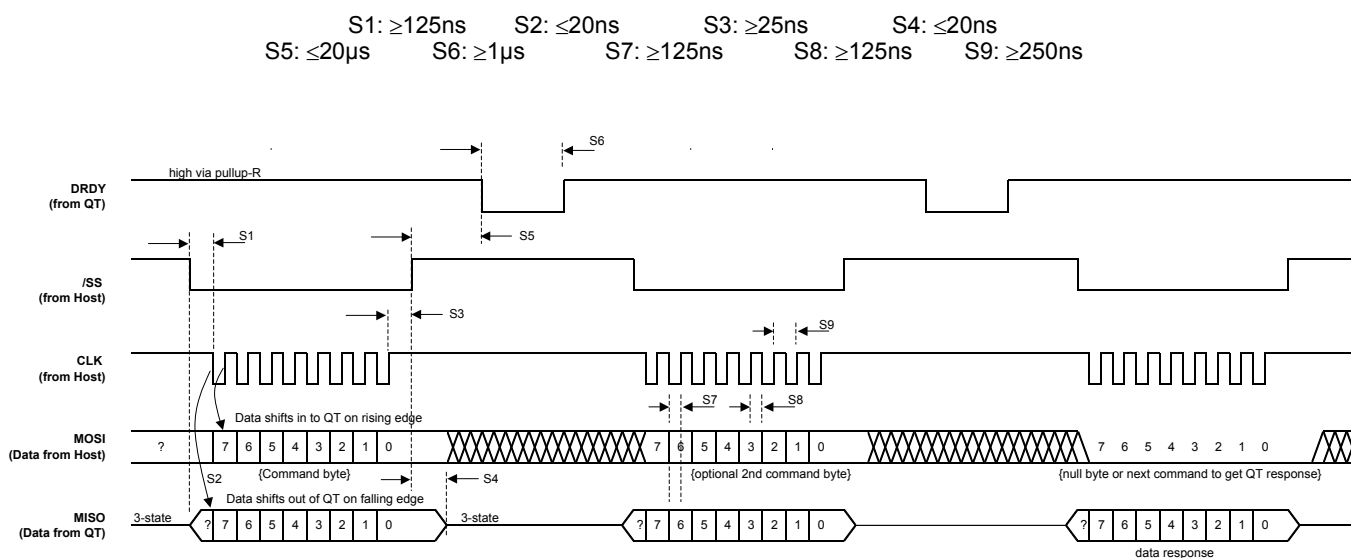 S1: ≥125ns S2: ≤20ns S3: ≥25ns S4: ≤20ns
S5: ≤20µs S6: ≥1µs S7: ≥125ns S8: ≥125ns S9: ≥250ns
S6
high via pullup-R
DRDY
(from QT)
S1
S5
/SS
(from Host)
S3
S9
CLK
(from Host)
S7
S8
Data shifts in to QT on rising edge
MOSI
(Data from Host)
? 7 6 5 4 3 2 1 0 7 6 5 4 3 2 1 0 7 6 5 4 3 2 1 0
{Command byte} {optional 2nd command byte} {null byte or next command to get QT response}
S2
S4
Data shifts out of QT on falling edge
MISO
(Data from QT)
3-state ? 7 6 5 4 3 2 1 0 3-state ? 7 6 5 4 3 2 1 0 ? 7 6 5 4 3 2 1 0
data response